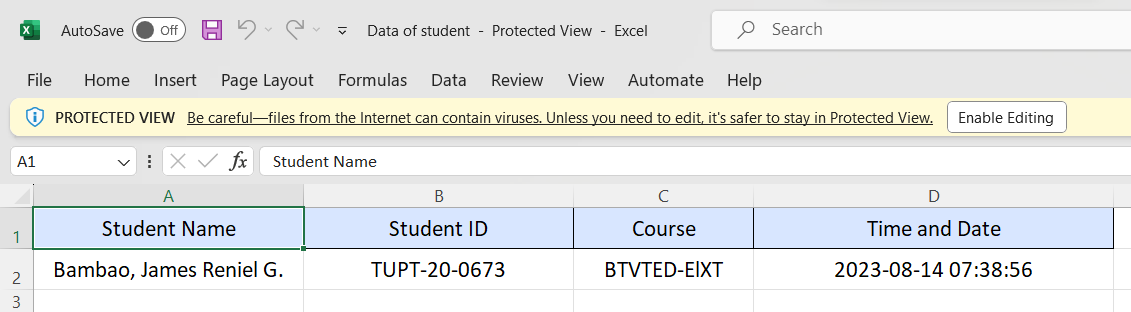 AutoSave Off Data of student - Protected View - Excel Search
File Home Insert Page Layout Formulas Data Review View Automate Help
PROTECTED VIEW Be careful—files from the Internet can contain viruses. Unless you need to edit, it's safer to stay in Protected View. Enable Editing
A1 fx Student Name
A B C D
1 Student Name Student ID Course Time and Date
2 Bambao, James Reniel G. TUPT-20-0673 BTVTED-ElXT 2023-08-14 07:38:56
3